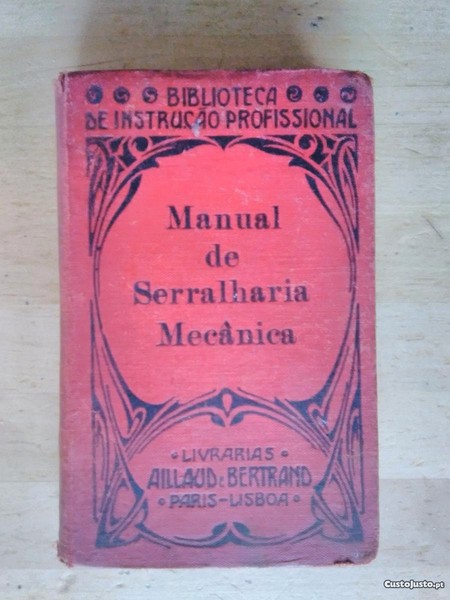 BIBLIOTECA
DE INSTRUÇÃO PROFISSIONAL
Manual
de
Serralharia
Mecânica
LIVRARIAS
AILLAUD & BERTRAND
PARIS-LISBOA
CustoJusto.pt